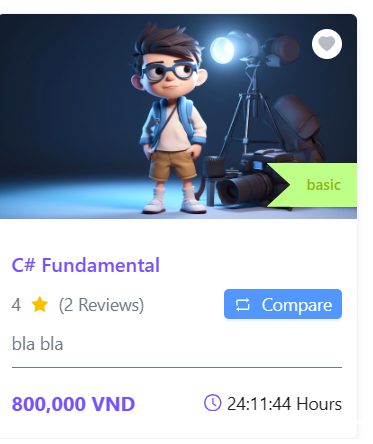 basic
C# Fundamental
4 (2 Reviews)
Compare
bla bla
800,000 VND
24:11:44 Hours